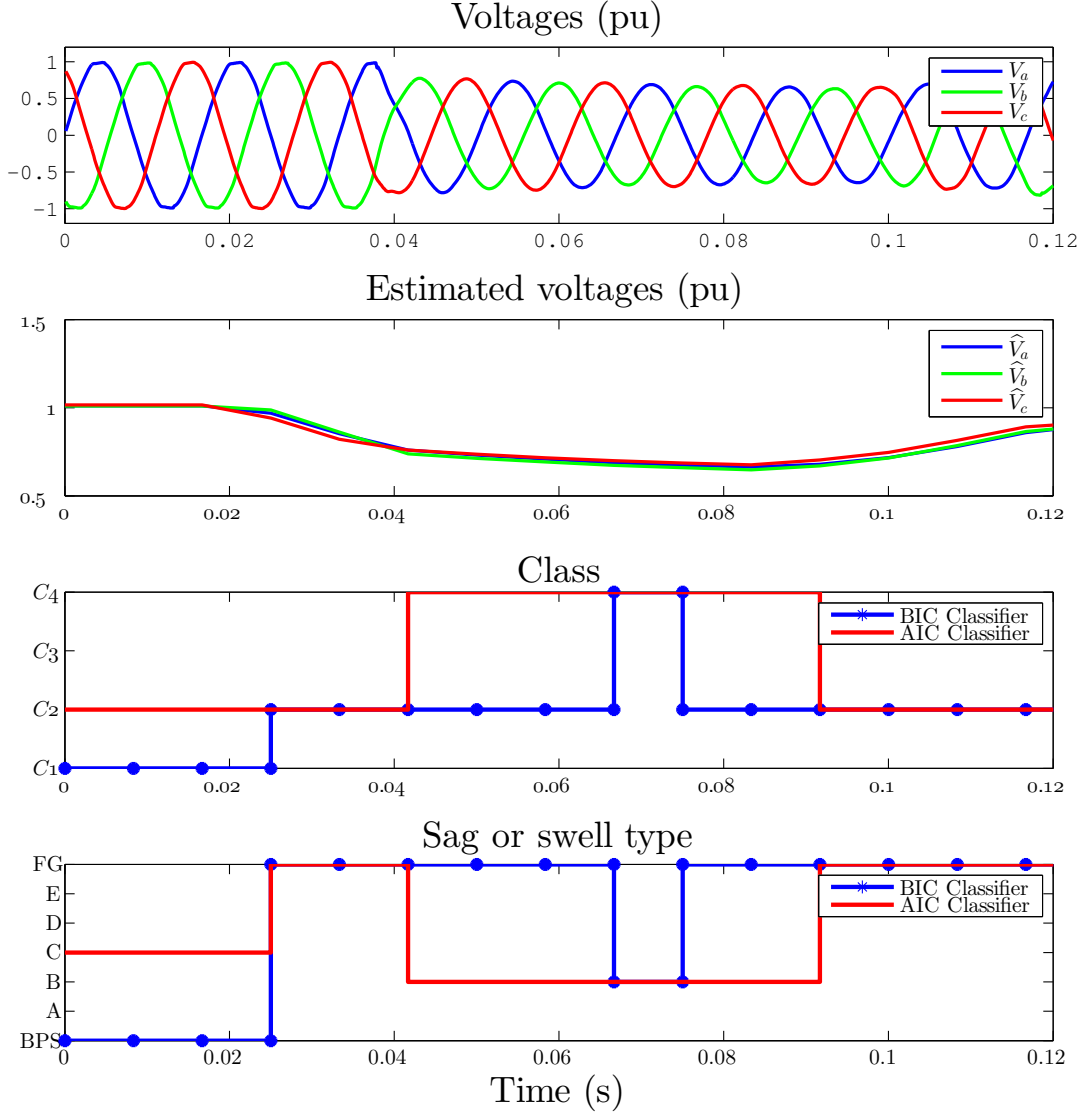 Voltages (pu)
1
0.5
0
−0.5
−1
V_a
V_b
V_c
0 0.02 0.04 0.06 0.08 0.1 0.12
Estimated voltages (pu)
1.5
1
0.5
V̂_a
V̂_b
V̂_c
0 0.02 0.04 0.06 0.08 0.1 0.12
Class
C4
C3
C2
C1
BIC Classifier
AIC Classifier
0 0.02 0.04 0.06 0.08 0.1 0.12
Sag or swell type
FG
E
D
C
B
A
BPS
BIC Classifier
AIC Classifier
0 0.02 0.04 0.06 0.08 0.1 0.12
Time (s)